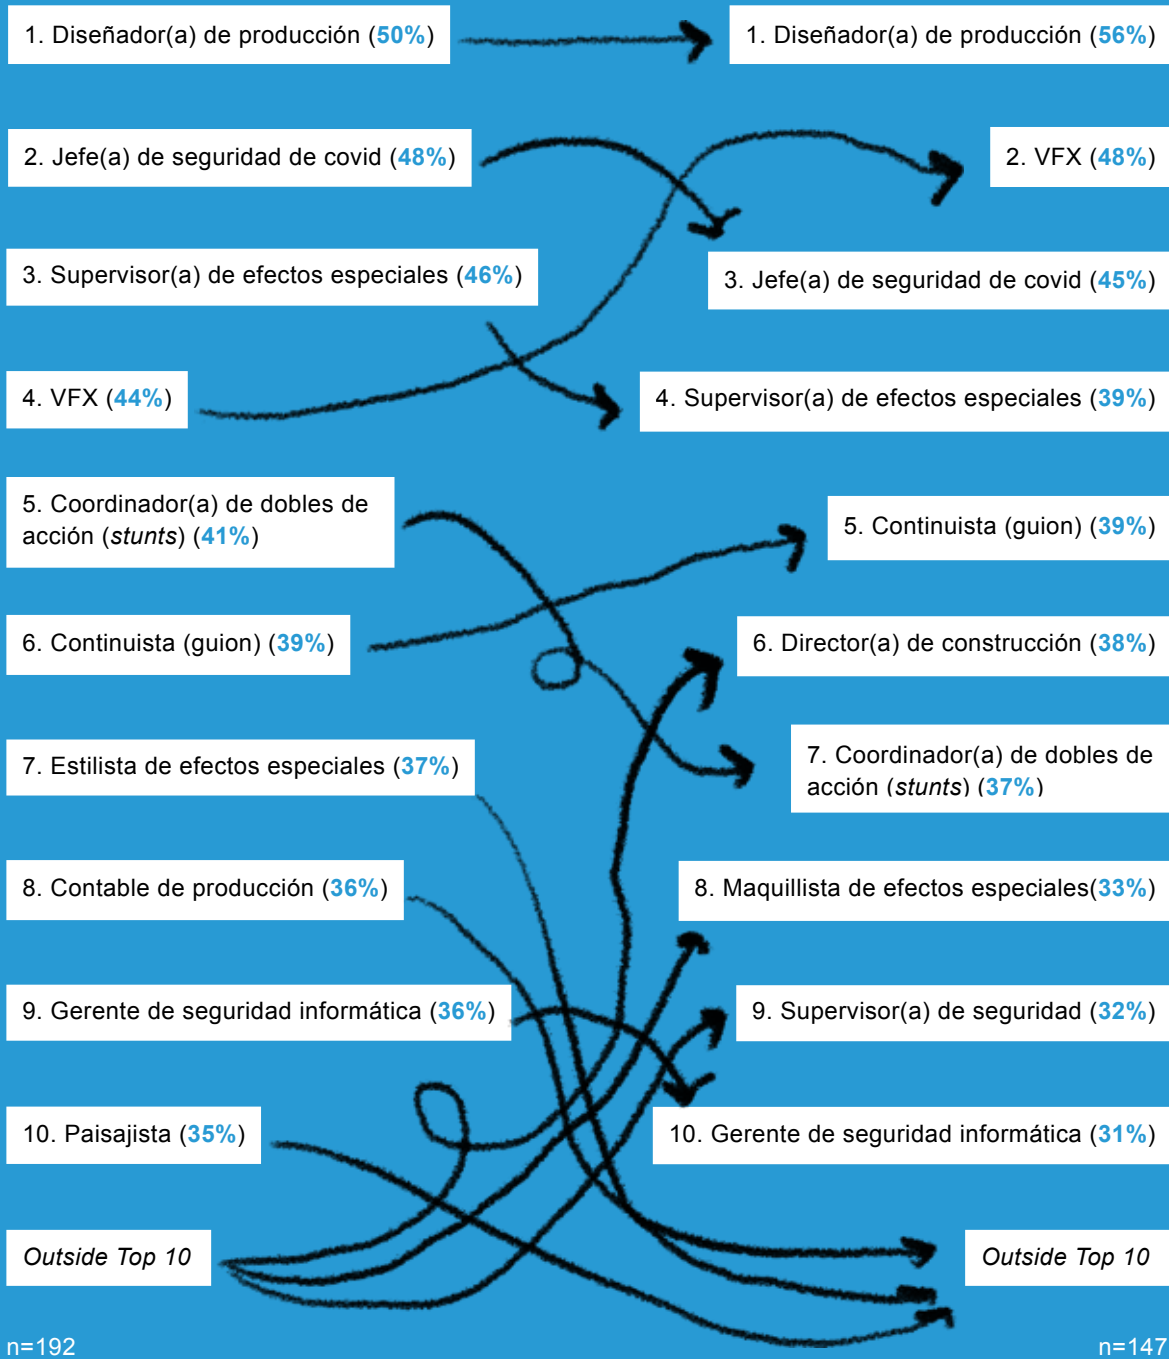 1. Diseñador(a) de producción (50%)
1. Diseñador(a) de producción (56%)
2. Jefe(a) de seguridad de covid (48%)
2. VFX (48%)
3. Supervisor(a) de efectos especiales (46%)
3. Jefe(a) de seguridad de covid (45%)
4. VFX (44%)
4. Supervisor(a) de efectos especiales (39%)
5. Coordinador(a) de dobles de
acción (stunts) (41%)
5. Continuista (guion) (39%)
6. Continuista (guion) (39%)
6. Director(a) de construcción (38%)
7. Estilista de efectos especiales (37%)
7. Coordinador(a) de dobles de
acción (stunts) (37%)
8. Contable de producción (36%)
8. Maquillista de efectos especiales(33%)
9. Gerente de seguridad informática (36%)
9. Supervisor(a) de seguridad (32%)
10. Paisajista (35%)
10. Gerente de seguridad informática (31%)
Outside Top 10
Outside Top 10
n=192
n=147